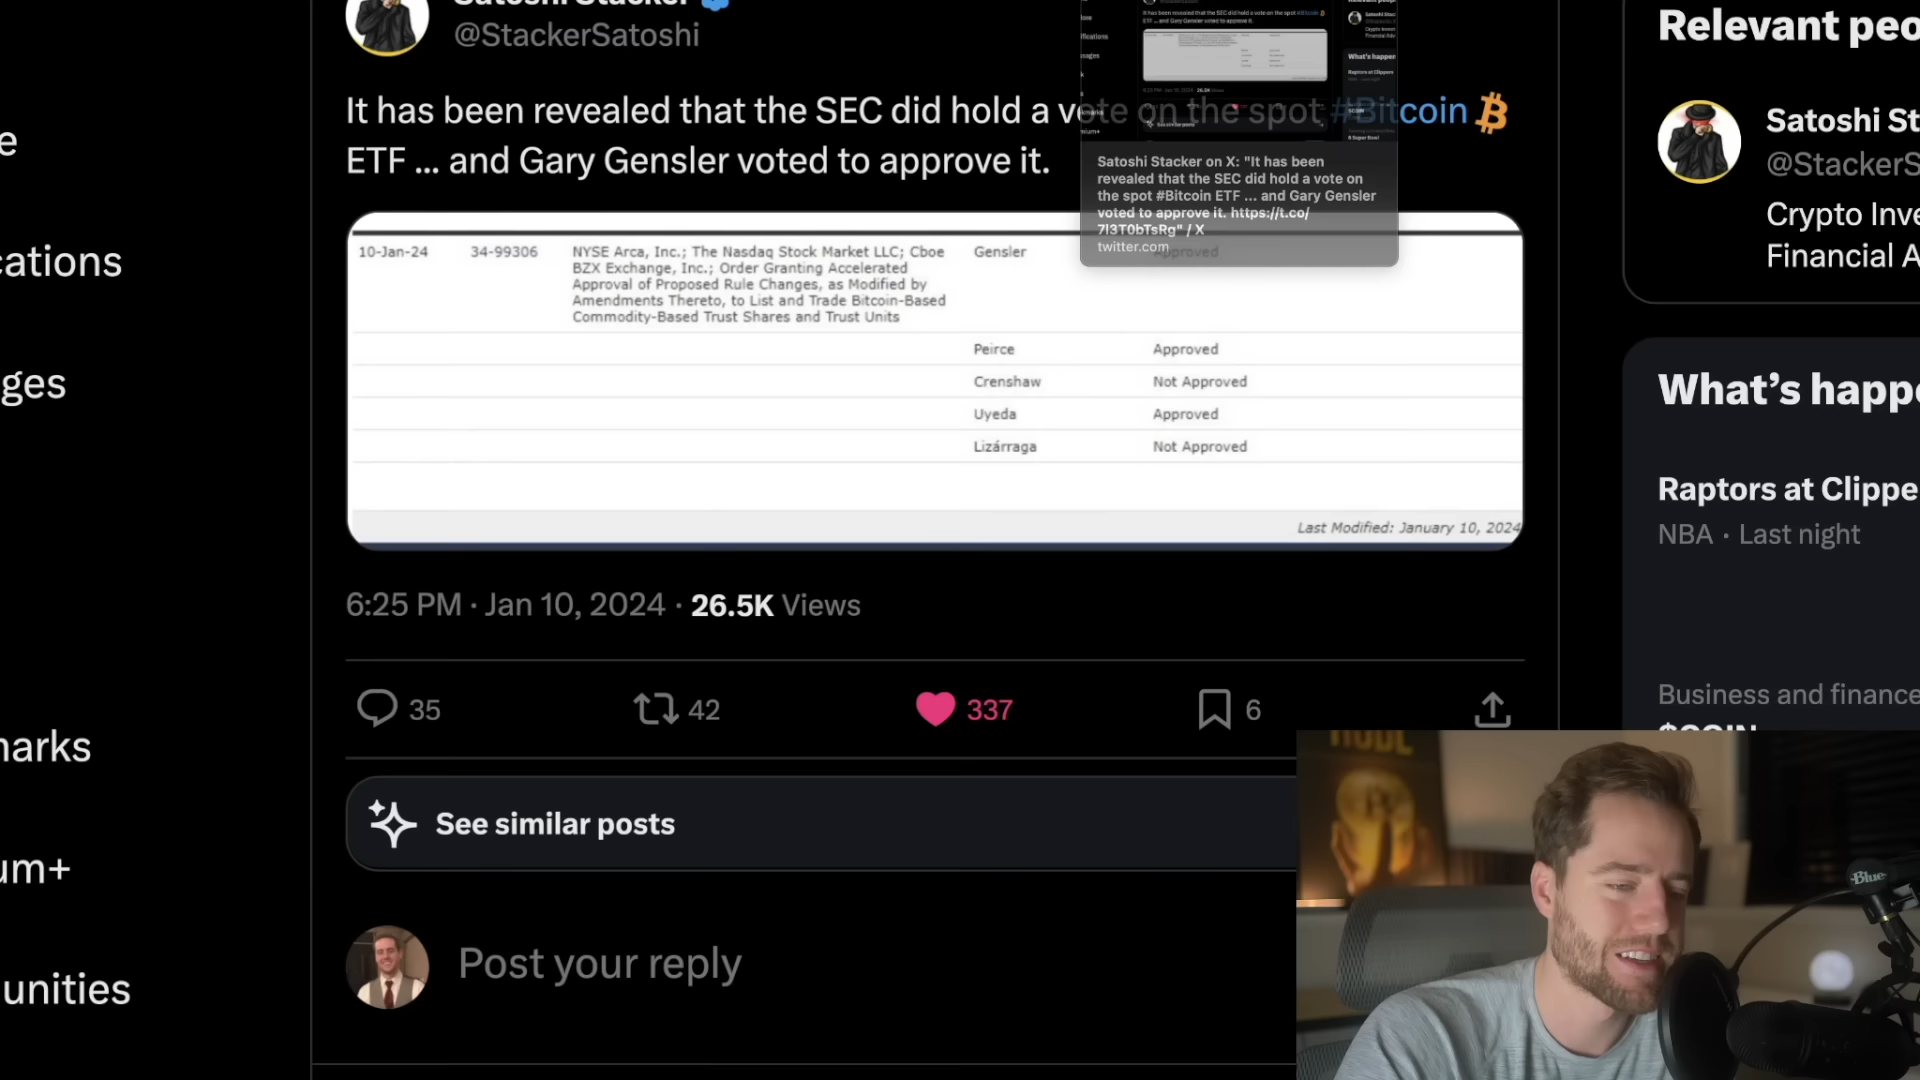 Satoshi Stacker
@StackerSatoshi
It has been revealed that the SEC did hold a vote on the spot #Bitcoin
ETF ... and Gary Gensler voted to approve it.
10-Jan-24 34-99306 NYSE Arca, Inc.; The Nasdaq Stock Market LLC; Cboe Gensler Approved
BZX Exchange, Inc.; Order Granting Accelerated
Approval of Proposed Rule Changes, as Modified by
Amendments Thereto, to List and Trade Bitcoin-Based
Commodity-Based Trust Shares and Trust Units
Peirce Approved
Crenshaw Not Approved
Uyeda Approved
Lizárraga Not Approved
Last Modified: January 10, 2024
6:25 PM · Jan 10, 2024 · 26.5K Views
35 42 337 6
See similar posts
Post your reply
Satoshi Stacker on X: "It has been
revealed that the SEC did hold a vote on
the spot #Bitcoin ETF ... and Gary Gensler
voted to approve it. https://t.co/
7l3T0bTsRg" / X
twitter.com
e
cations
ges
marks
um+
unities
Relevant peo
Satoshi St
@StackerS
Crypto Inve
Financial A
What's happe
Raptors at Clippe
NBA · Last night
Business and finance
$COIN
HODL
Blue